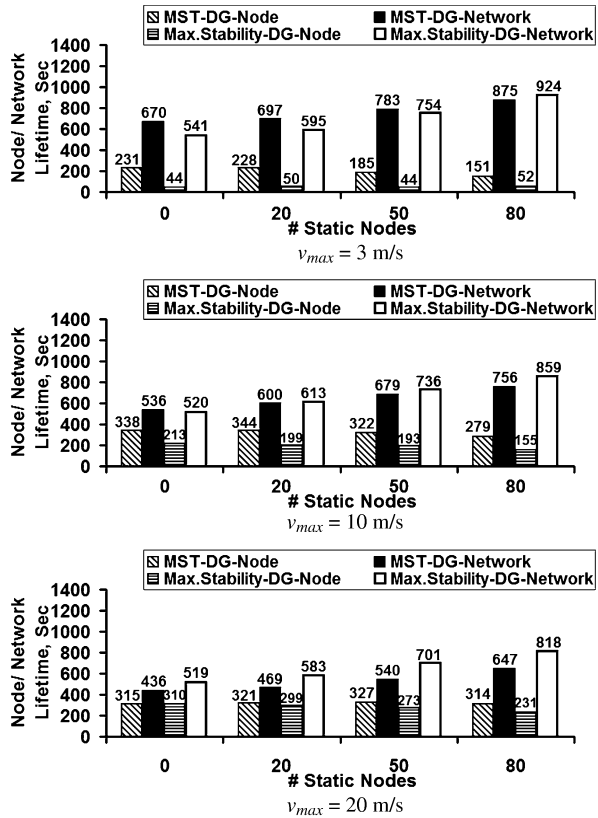 MST-DG-Node MST-DG-Network
Max.Stability-DG-Node Max.Stability-DG-Network
Node/ Network
Lifetime, Sec
1400
1200
1000
800
600
400
200
0
231 670 44 541
228 697 50 595
185 783 44 754
151 875 52 924
0 20 50 80
# Static Nodes
vmax = 3 m/s
MST-DG-Node MST-DG-Network
Max.Stability-DG-Node Max.Stability-DG-Network
Node/ Network
Lifetime, Sec
1400
1200
1000
800
600
400
200
0
338 536 213 520
344 600 199 613
322 679 193 736
279 756 155 859
0 20 50 80
# Static Nodes
vmax = 10 m/s
MST-DG-Node MST-DG-Network
Max.Stability-DG-Node Max.Stability-DG-Network
Node/ Network
Lifetime, Sec
1400
1200
1000
800
600
400
200
0
315 436 310 519
321 469 299 583
327 540 273 701
314 647 231 818
0 20 50 80
# Static Nodes
vmax = 20 m/s